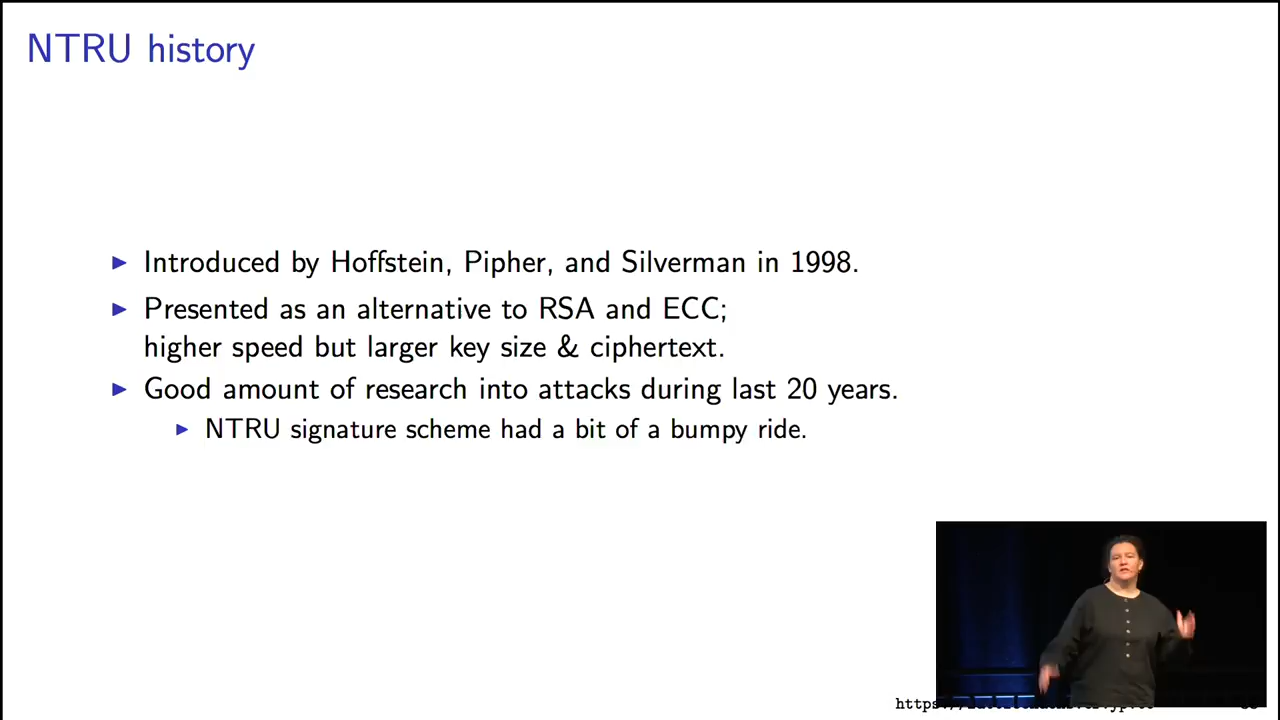 NTRU history
▶ Introduced by Hoffstein, Pipher, and Silverman in 1998.
▶ Presented as an alternative to RSA and ECC;
higher speed but larger key size & ciphertext.
▶ Good amount of research into attacks during last 20 years.
▶ NTRU signature scheme had a bit of a bumpy ride.